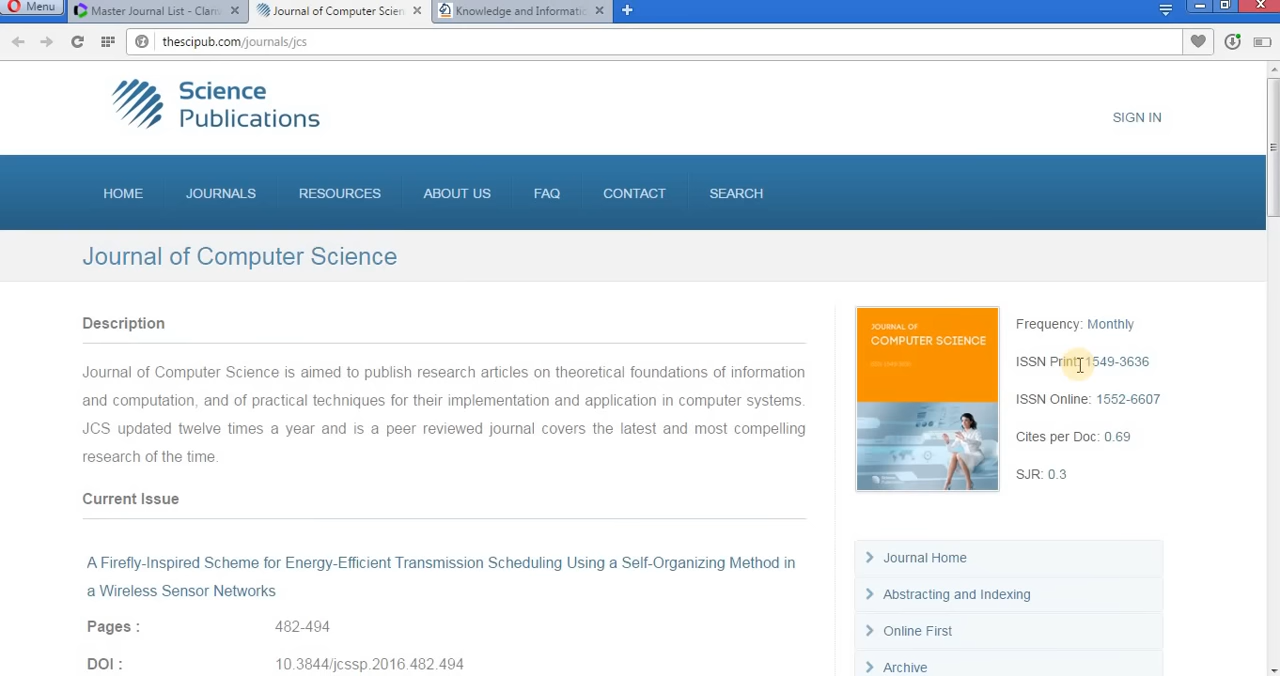 Menu
Master Journal List - Clari
Journal of Computer Scien
Knowledge and Informati
thescipub.com/journals/jcs
Science
Publications
SIGN IN
HOME
JOURNALS
RESOURCES
ABOUT US
FAQ
CONTACT
SEARCH
Journal of Computer Science
Description
Journal of Computer Science is aimed to publish research articles on theoretical foundations of information
and computation, and of practical techniques for their implementation and application in computer systems.
JCS updated twelve times a year and is a peer reviewed journal covers the latest and most compelling
research of the time.
Current Issue
A Firefly-Inspired Scheme for Energy-Efficient Transmission Scheduling Using a Self-Organizing Method in
a Wireless Sensor Networks
Pages : 482-494
DOI : 10.3844/jcssp.2016.482.494
JOURNAL OF
COMPUTER SCIENCE
Frequency: Monthly
ISSN Print: 1549-3636
ISSN Online: 1552-6607
Cites per Doc: 0.69
SJR: 0.3
Journal Home
Abstracting and Indexing
Online First
Archive